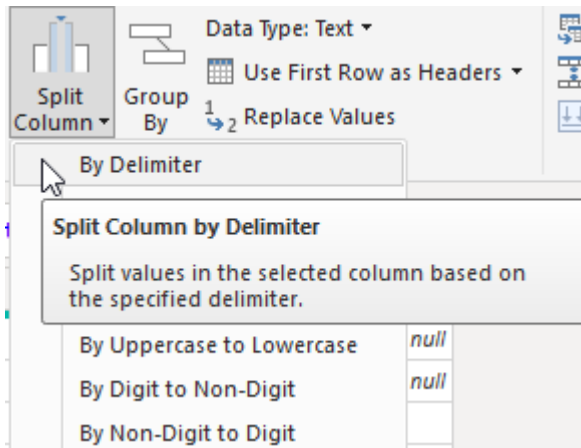 Data Type: Text
Use First Row as Headers
Split
Column
Group
By
1
2
Replace Values
By Delimiter
Split Column by Delimiter
Split values in the selected column based on
the specified delimiter.
By Uppercase to Lowercase
null
By Digit to Non-Digit
null
By Non-Digit to Digit